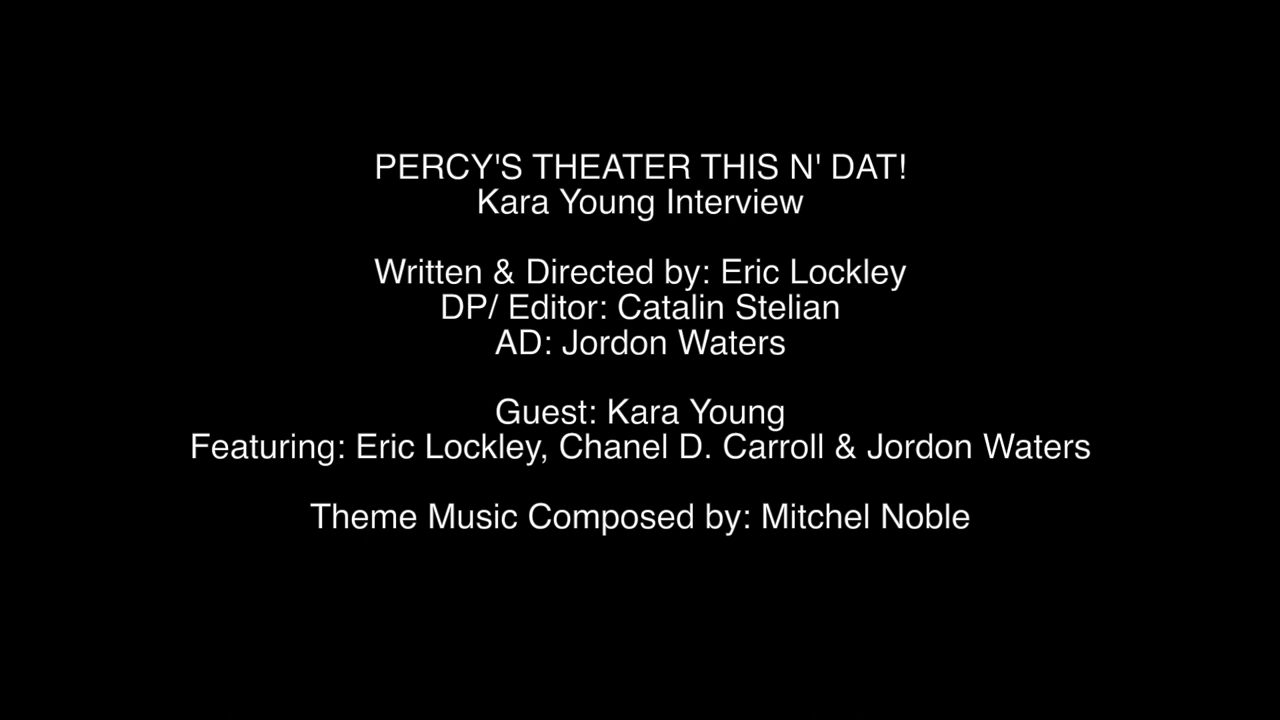 PERCY'S THEATER THIS N' DAT!
Kara Young Interview
Written & Directed by: Eric Lockley
DP/ Editor: Catalin Stelian
AD: Jordon Waters
Guest: Kara Young
Featuring: Eric Lockley, Chanel D. Carroll & Jordon Waters
Theme Music Composed by: Mitchel Noble